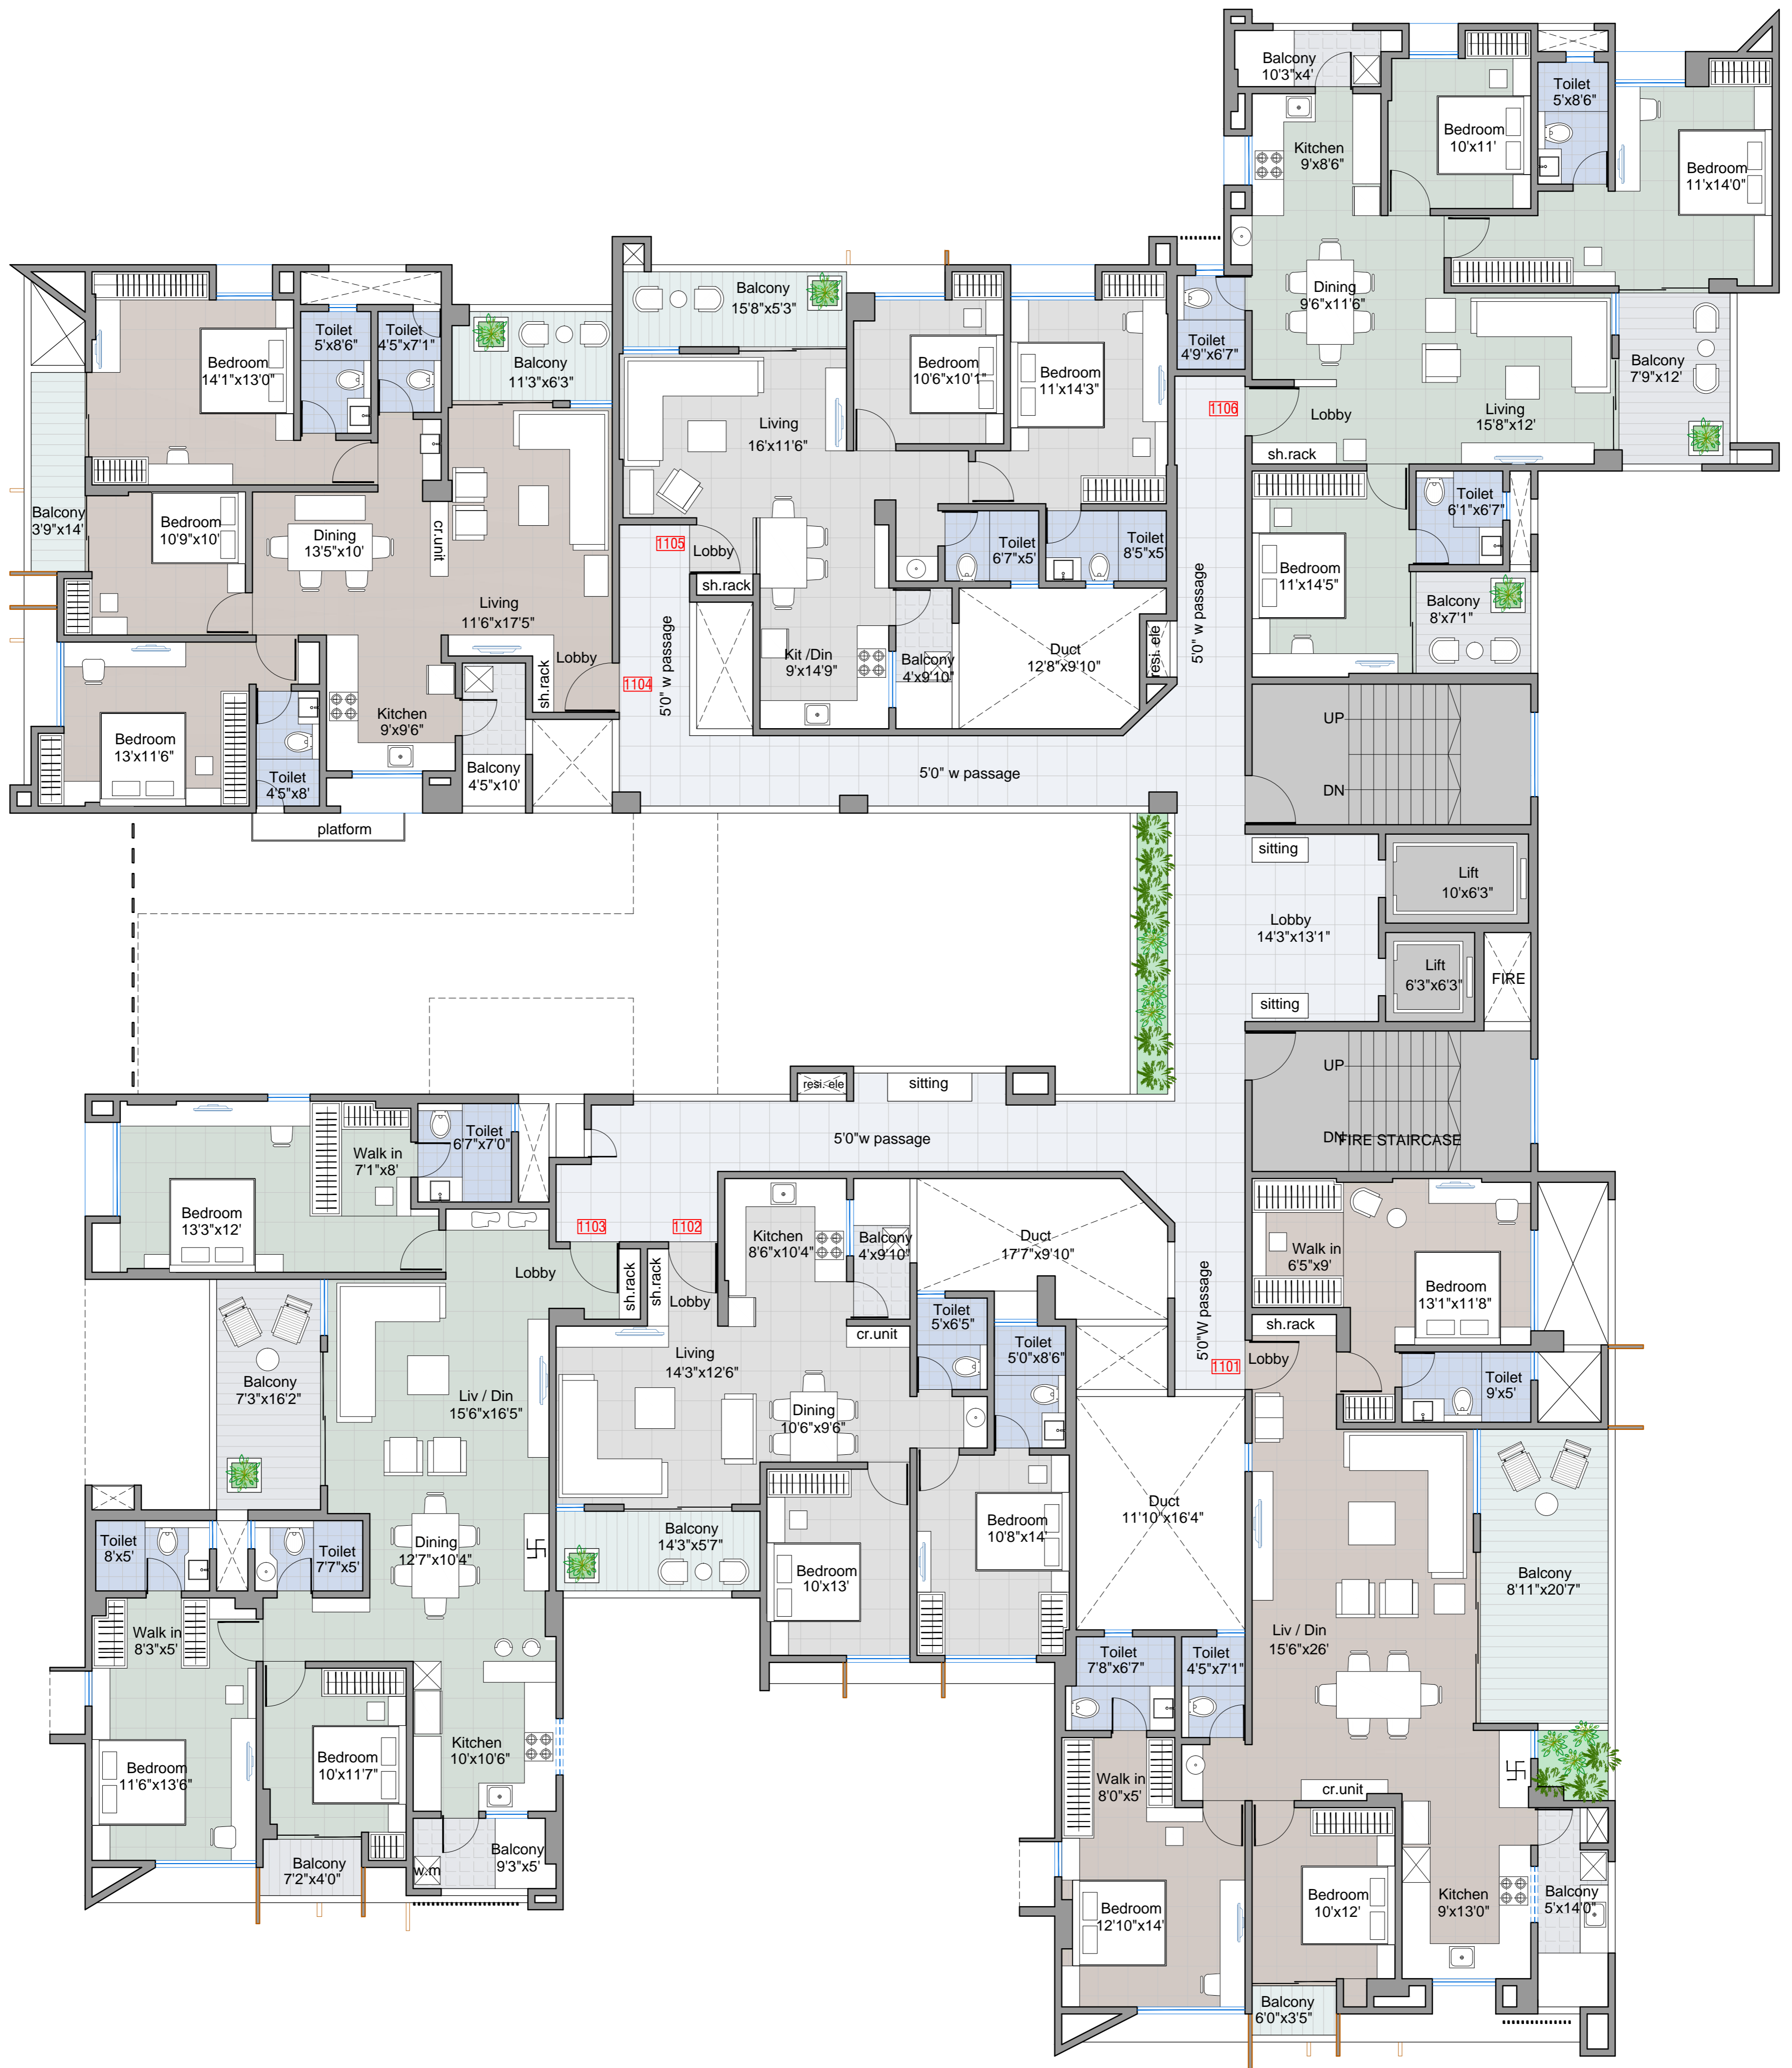 Balcony
10'3"x4'
Toilet
5'x8'6"
Bedroom
10'x11'
Kitchen
9'x8'6"
Bedroom
11'x14'0"
Dining
9'6"x11'6"
Toilet
4'9"x6'7"
Balcony
7'9"x12'
1106
Lobby
Living
15'8"x12'
sh.rack
Toilet
6'1"x6'7"
Bedroom
11'x14'5"
Balcony
8'x7'1"
Balcony
15'8"x5'3"
Bedroom
10'6"x10'1"
Bedroom
11'x14'3"
Living
16'x11'6"
1105
Lobby
sh.rack
Toilet
6'7"x5'
Toilet
8'5"x5'
Kit /Din
9'x14'9"
Balcony
4'x9'10"
Duct
12'8"x9'10"
resi. ele
5'0" w passage
5'0" w passage
5'0" w passage
Toilet
5'x8'6"
Toilet
4'5"x7'1"
Bedroom
14'1"x13'0"
Balcony
11'3"x6'3"
Balcony
3'9"x14'
Bedroom
10'9"x10'
Dining
13'5"x10'
cr.unit
Living
11'6"x17'5"
Lobby
sh.rack
1104
Bedroom
13'x11'6"
Kitchen
9'x9'6"
Toilet
4'5"x8'
Balcony
4'5"x10'
platform
UP
DN
sitting
Lift
10'x6'3"
Lobby
14'3"x13'1"
Lift
6'3"x6'3"
FIRE
sitting
UP
DN
FIRE STAIRCASE
resi. ele
sitting
5'0"w passage
Toilet
6'7"x7'0"
Walk in
7'1"x8'
Bedroom
13'3"x12'
1103
1102
Lobby
sh.rack
sh.rack
Lobby
Kitchen
8'6"x10'4"
Balcony
4'x9'10"
Duct
17'7"x9'10"
5'0"W passage
Walk in
6'5"x9'
Bedroom
13'1"x11'8"
sh.rack
1101
Lobby
Toilet
9'x5'
cr.unit
Toilet
5'x6'5"
Toilet
5'0"x8'6"
Living
14'3"x12'6"
Dining
10'6"x9'6"
Balcony
7'3"x16'2"
Liv / Din
15'6"x16'5"
Duct
11'10"x16'4"
Toilet
8'x5'
Toilet
7'7"x5'
Dining
12'7"x10'4"
Balcony
14'3"x5'7"
Bedroom
10'x13'
Bedroom
10'8"x14'
Balcony
8'11"x20'7"
Liv / Din
15'6"x26'
Walk in
8'3"x5'
Toilet
7'8"x6'7"
Toilet
4'5"x7'1"
Bedroom
11'6"x13'6"
Bedroom
10'x11'7"
Kitchen
10'x10'6"
Walk in
8'0"x5'
cr.unit
Balcony
7'2"x4'0"
w.m
Balcony
9'3"x5'
Bedroom
12'10"x14'
Bedroom
10'x12'
Kitchen
9'x13'0"
Balcony
5'x14'0"
Balcony
6'0"x3'5"